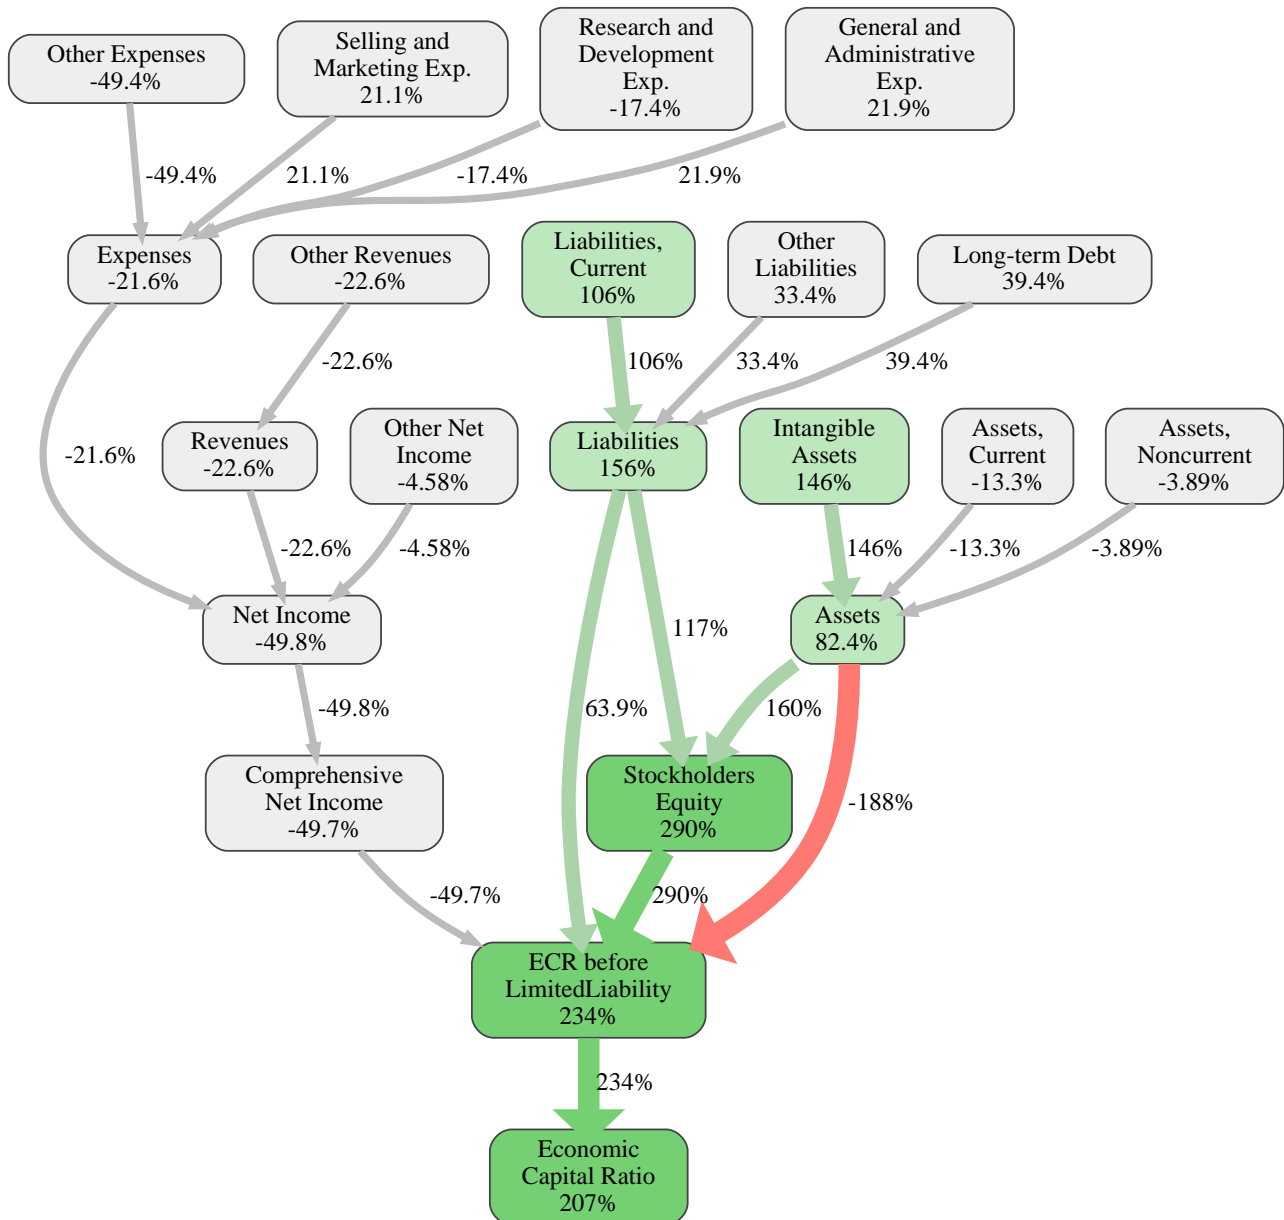 Other Expenses
-49.4%
Selling and
Marketing Exp.
21.1%
Research and
Development
Exp.
-17.4%
General and
Administrative
Exp.
21.9%
-49.4%
21.1%
-17.4%
21.9%
Expenses
-21.6%
Other Revenues
-22.6%
Liabilities,
Current
106%
Other
Liabilities
33.4%
Long-term Debt
39.4%
-22.6%
106%
33.4%
39.4%
-21.6%
Revenues
-22.6%
Other Net
Income
-4.58%
Liabilities
156%
Intangible
Assets
146%
Assets,
Current
-13.3%
Assets,
Noncurrent
-3.89%
-22.6%
-4.58%
146%
-13.3%
-3.89%
Net Income
-49.8%
117%
Assets
82.4%
-49.8%
63.9%
160%
Comprehensive
Net Income
-49.7%
Stockholders
Equity
290%
-188%
-49.7%
290%
ECR before
LimitedLiability
234%
234%
Economic
Capital Ratio
207%